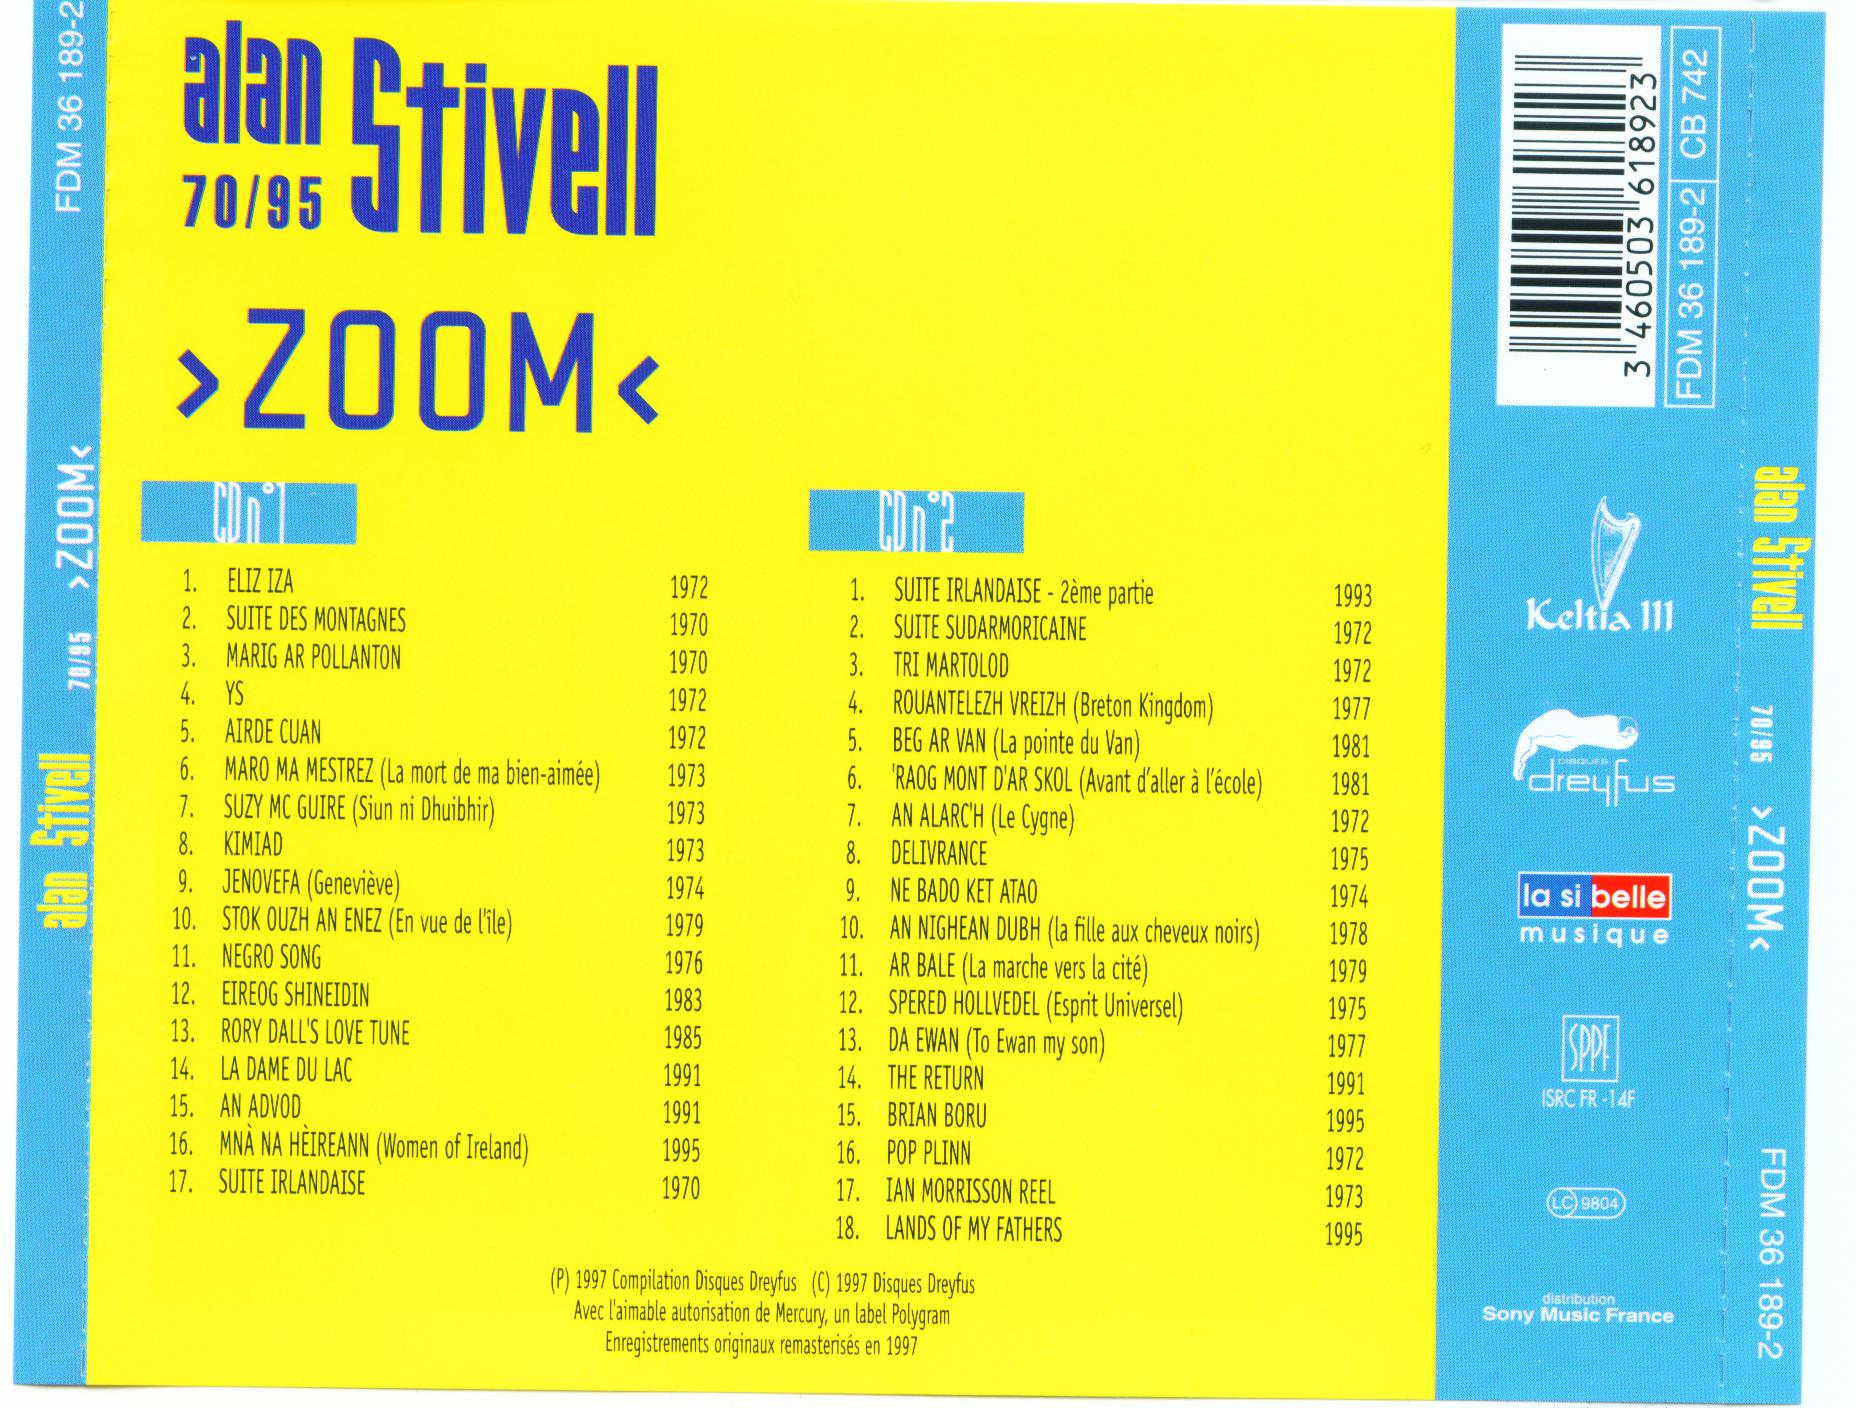 FDM 36 189-2
>ZOOM<
70/95
alan Stivell
alan Stivell
70/95
>ZOOM<
CD n°1
1. ELIZ IZA 1972
2. SUITE DES MONTAGNES 1970
3. MARIG AR POLLANTON 1970
4. YS 1972
5. AIRDE CUAN 1972
6. MARO MA MESTREZ (La mort de ma bien-aimée) 1973
7. SUZY MC GUIRE (Siun ni Dhuibhir) 1973
8. KIMIAD 1973
9. JENOVEFA (Geneviève) 1974
10. STOK OUZH AN ENEZ (En vue de l'île) 1979
11. NEGRO SONG 1976
12. EIREOG SHINEIDIN 1983
13. RORY DALL'S LOVE TUNE 1985
14. LA DAME DU LAC 1991
15. AN ADVOD 1991
16. MNÀ NA HÈIREANN (Women of Ireland) 1995
17. SUITE IRLANDAISE 1970
CD n°2
1. SUITE IRLANDAISE - 2ème partie 1993
2. SUITE SUDARMORICAINE 1972
3. TRI MARTOLOD 1972
4. ROUANTELEZH VREIZH (Breton Kingdom) 1977
5. BEG AR VAN (La pointe du Van) 1981
6. 'RAOG MONT D'AR SKOL (Avant d'aller à l'école) 1981
7. AN ALARC'H (Le Cygne) 1972
8. DELIVRANCE 1975
9. NE BADO KET ATAO 1974
10. AN NIGHEAN DUBH (la fille aux cheveux noirs) 1978
11. AR BALE (La marche vers la cité) 1979
12. SPERED HOLLVEDEL (Esprit Universel) 1975
13. DA EWAN (To Ewan my son) 1977
14. THE RETURN 1991
15. BRIAN BORU 1995
16. POP PLINN 1972
17. IAN MORRISSON REEL 1973
18. LANDS OF MY FATHERS 1995
(P) 1997 Compilation Disques Dreyfus (C) 1997 Disques Dreyfus
Avec l'aimable autorisation de Mercury, un label Polygram
Enregistrements originaux remasterisés en 1997
3 460503 618923
FDM 36 189-2 CB 742
Keltia III
DISQUES
dreyfus
la si belle
musique
SPPF
ISRC FR -14F
LC 9804
distribution
Sony Music France
alan Stivell
70/95
>ZOOM<
FDM 36 189-2